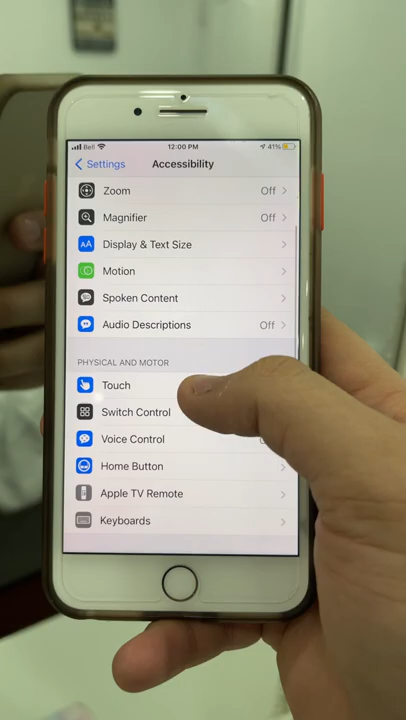 Bell 12:00 PM 41%
Settings Accessibility
Zoom Off
Magnifier Off
Display & Text Size
Motion
Spoken Content
Audio Descriptions Off
PHYSICAL AND MOTOR
Touch
Switch Control
Voice Control
Home Button
Apple TV Remote
Keyboards